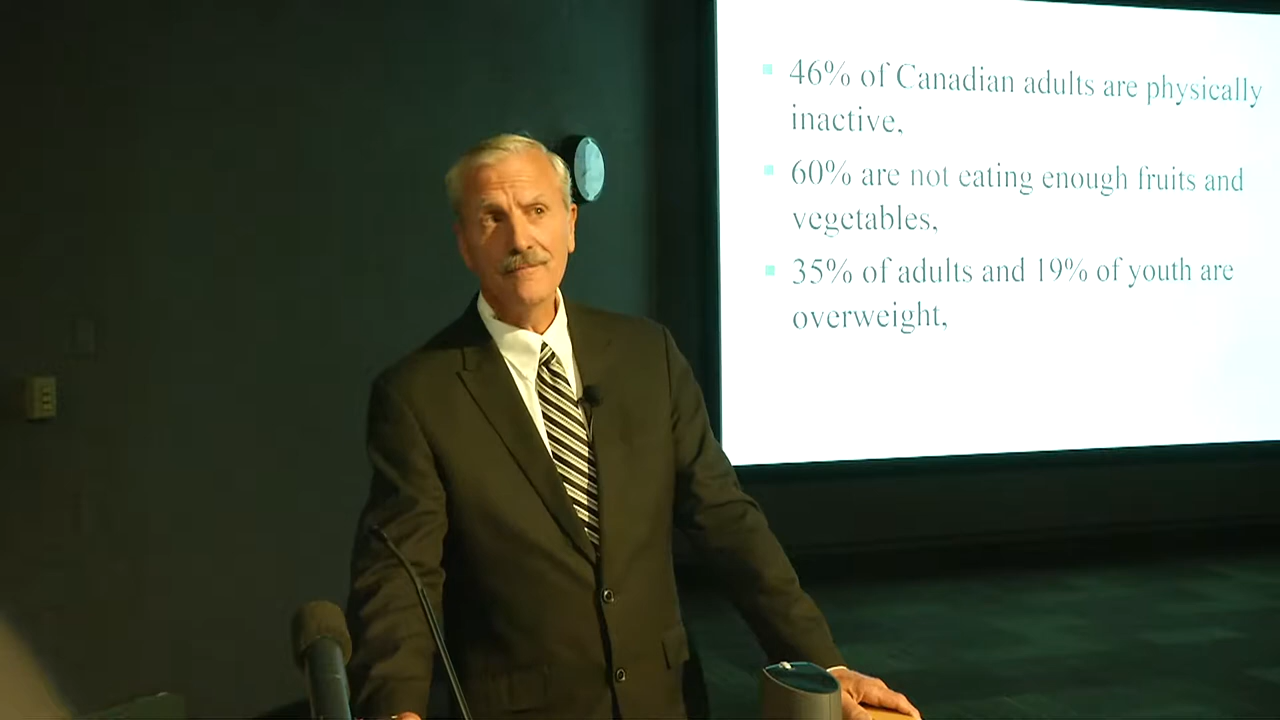 46% of Canadian adults are physically
inactive,
60% are not eating enough fruits and
vegetables,
35% of adults and 19% of youth are
overweight,